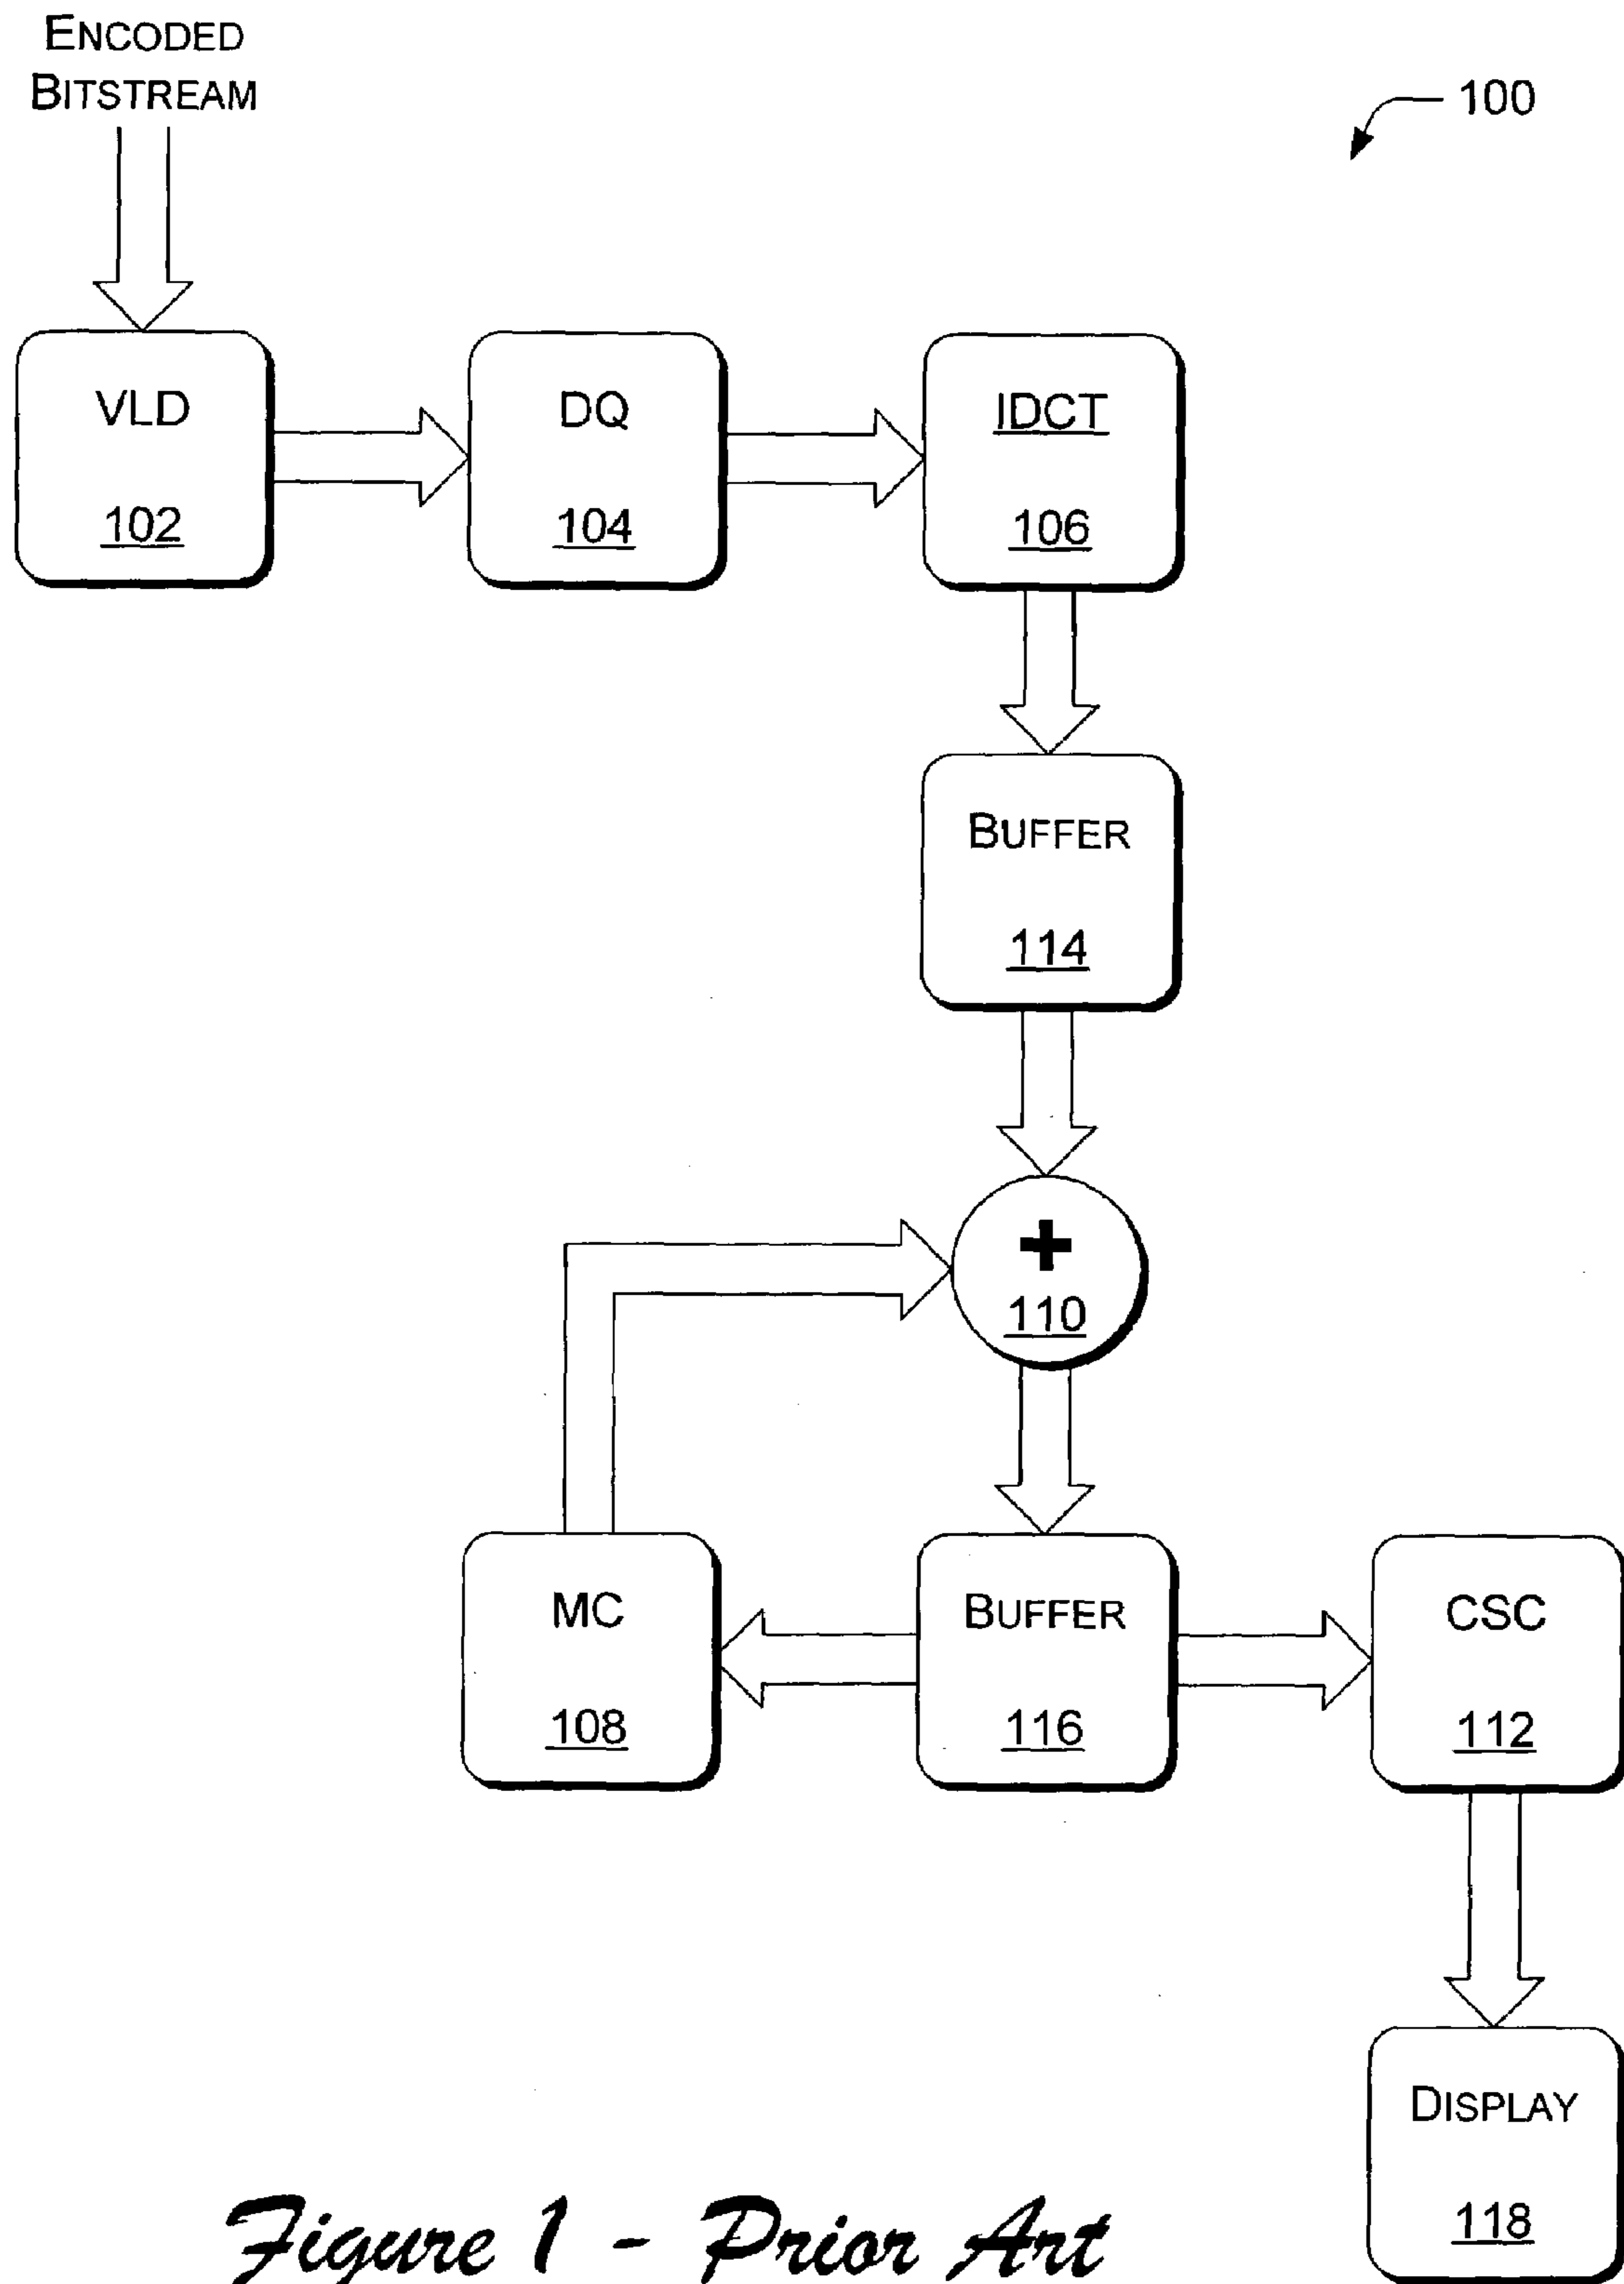 ENCODED
BITSTREAM
100
VLD
102
DQ
104
IDCT
106
BUFFER
114
+
110
MC
108
BUFFER
116
CSC
112
DISPLAY
118
Figure 1 - Prior Art